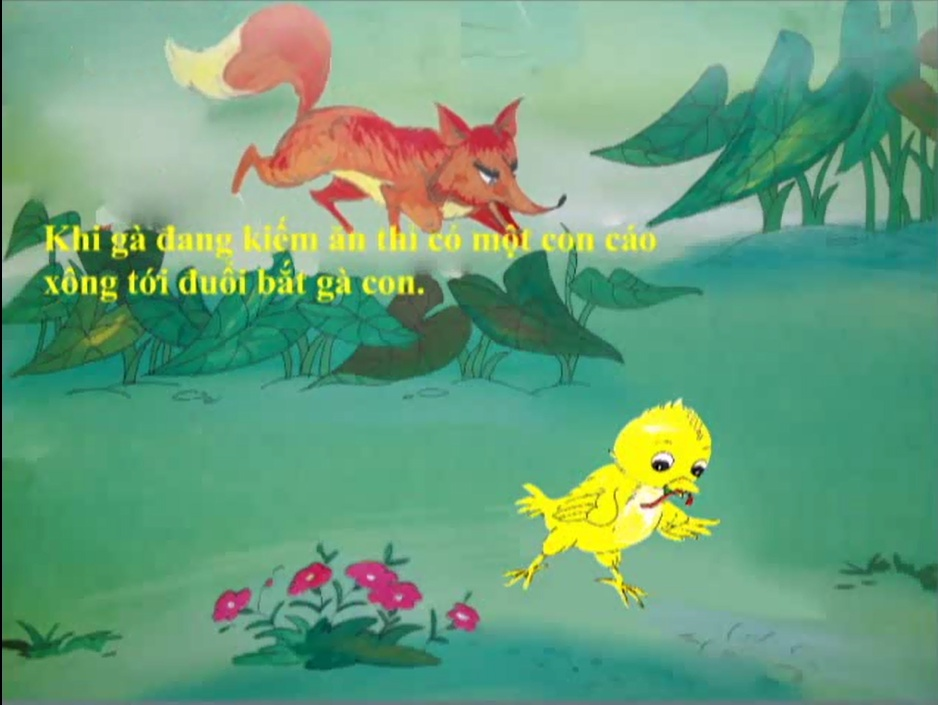 Khi gà đang kiếm ăn thì có một con cáo
xông tới đuổi bắt gà con.